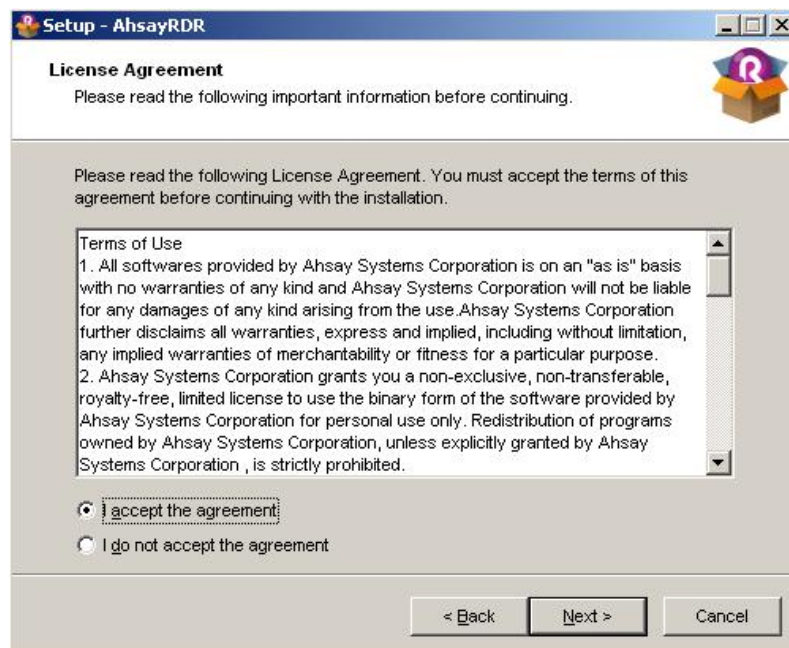 Setup - AhsayRDR
License Agreement
Please read the following important information before continuing.
R
Please read the following License Agreement. You must accept the terms of this
agreement before continuing with the installation.
Terms of Use
1. All softwares provided by Ahsay Systems Corporation is on an "as is" basis
with no warranties of any kind and Ahsay Systems Corporation will not be liable
for any damages of any kind arising from the use.Ahsay Systems Corporation
further disclaims all warranties, express and implied, including without limitation,
any implied warranties of merchantability or fitness for a particular purpose.
2. Ahsay Systems Corporation grants you a non-exclusive, non-transferable,
royalty-free, limited license to use the binary form of the software provided by
Ahsay Systems Corporation for personal use only. Redistribution of programs
owned by Ahsay Systems Corporation, unless explicitly granted by Ahsay
Systems Corporation , is strictly prohibited.
I accept the agreement
I do not accept the agreement
< Back
Next >
Cancel